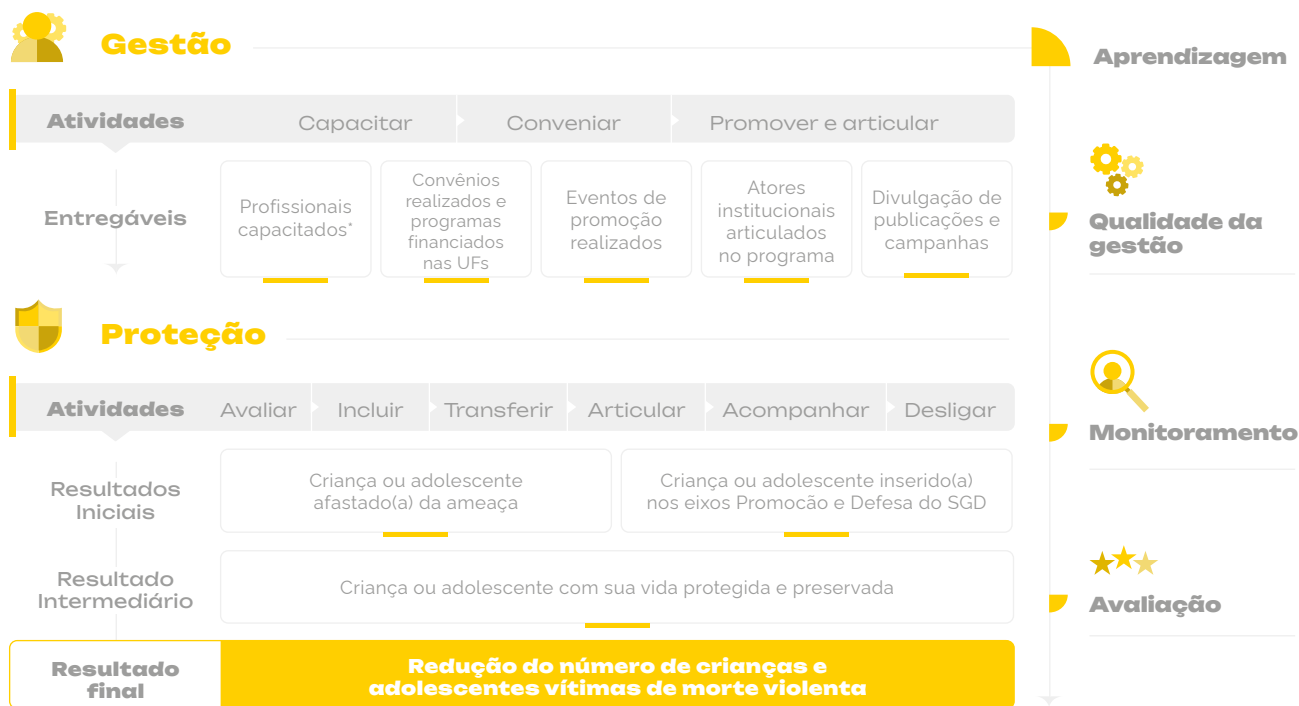 Gestão
Atividades
Capacitar
Conveniar
Promover e articular
Entregáveis
Profissionais
capacitados*
Convênios
realizados e
programas
financiados
nas UFs
Eventos de
promoção
realizados
Atores
institucionais
articulados
no programa
Divulgação de
publicações e
campanhas
Proteção
Atividades
Avaliar
Incluir
Transferir
Articular
Acompanhar
Desligar
Resultados
Iniciais
Criança ou adolescente
afastado(a) da ameaça
Criança ou adolescente inserido(a)
nos eixos Promocão e Defesa do SGD
Resultado
Intermediário
Criança ou adolescente com sua vida protegida e preservada
Resultado
final
Redução do número de crianças e
adolescentes vítimas de morte violenta
Aprendizagem
Qualidade da
gestão
Monitoramento
Avaliação